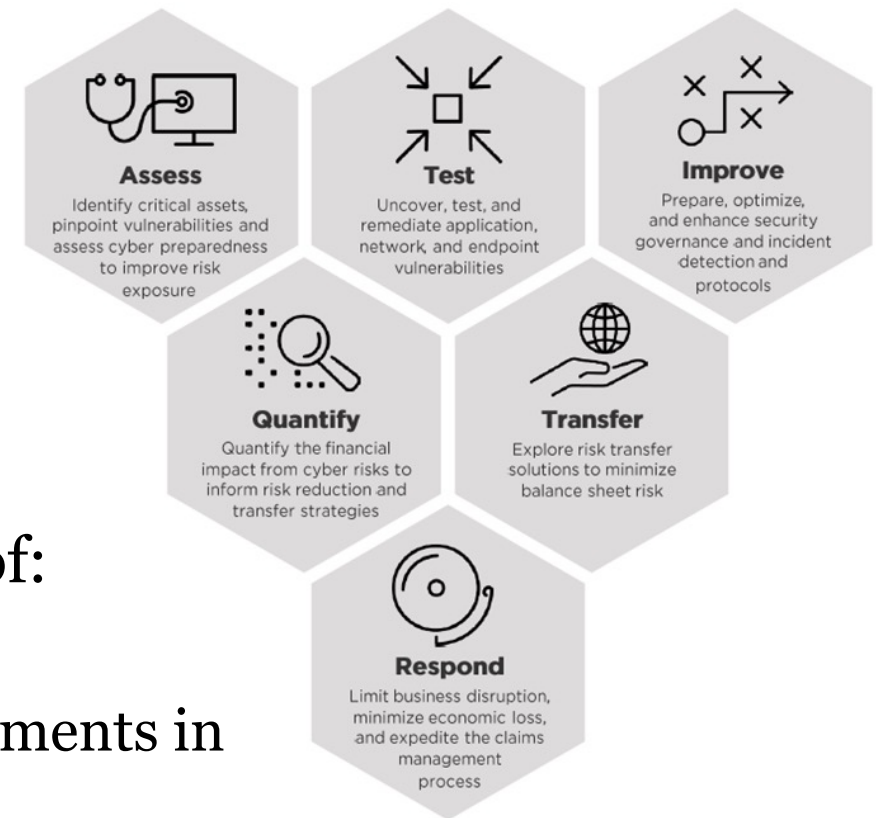 Assess
Identify critical assets,
pinpoint vulnerabilities and
assess cyber preparedness
to improve risk
exposure
Test
Uncover, test, and
remediate application,
network, and endpoint
vulnerabilities
Improve
Prepare, optimize,
and enhance security
governance and incident
detection and
protocols
Quantify
Quantify the financial
impact from cyber risks to
inform risk reduction and
transfer strategies
Transfer
Explore risk transfer
solutions to minimize
balance sheet risk
of:
Respond
Limit business disruption,
minimize economic loss,
and expedite the claims
management
process
ments in